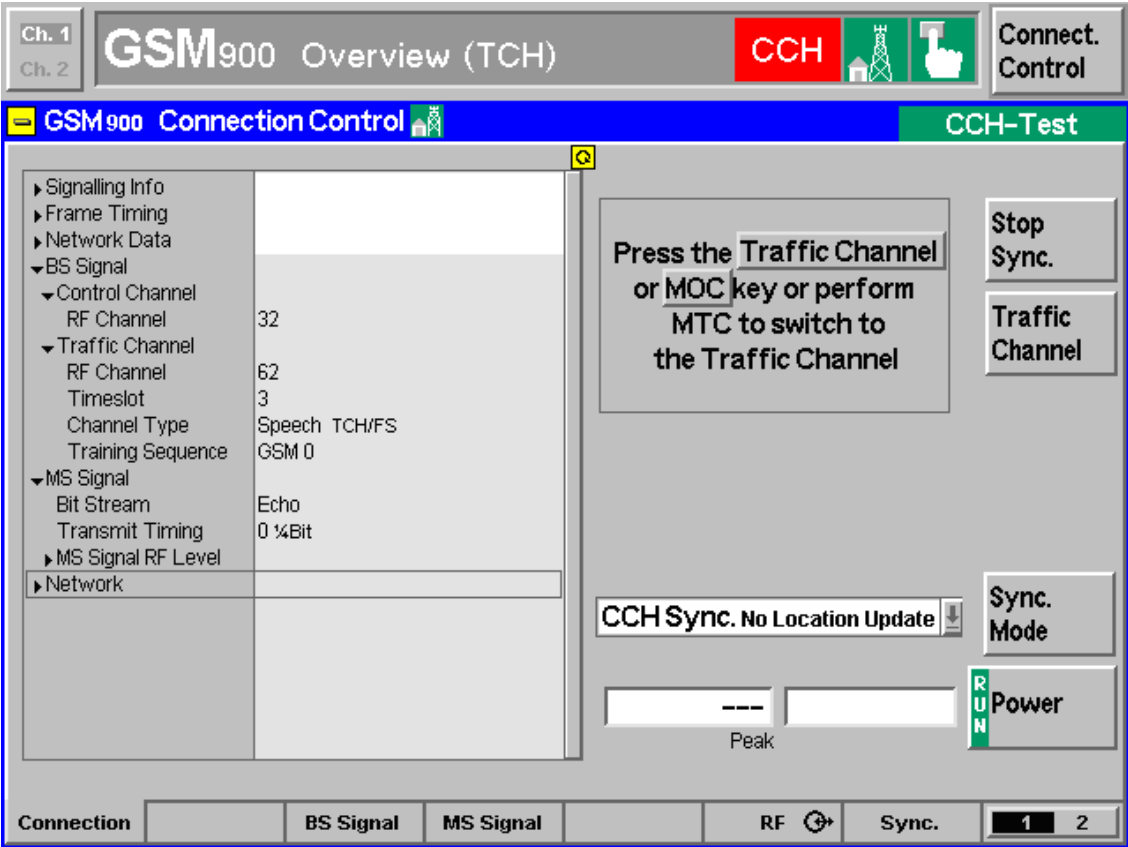 Ch. 1
Ch. 2
GSM900 Overview (TCH)
CCH
Connect.
Control
GSM 900 Connection Control
CCH-Test
Signalling Info
Frame Timing
Network Data
BS Signal
Control Channel
RF Channel 32
Traffic Channel
RF Channel 62
Timeslot 3
Channel Type Speech TCH/FS
Training Sequence GSM 0
MS Signal
Bit Stream Echo
Transmit Timing 0 ¼Bit
MS Signal RF Level
Network
Press the Traffic Channel
or MOC key or perform
MTC to switch to
the Traffic Channel
Stop
Sync.
Traffic
Channel
CCH Sync. No Location Update
Sync.
Mode
---
Peak
RUN
Power
Connection BS Signal MS Signal RF Sync. 1 2